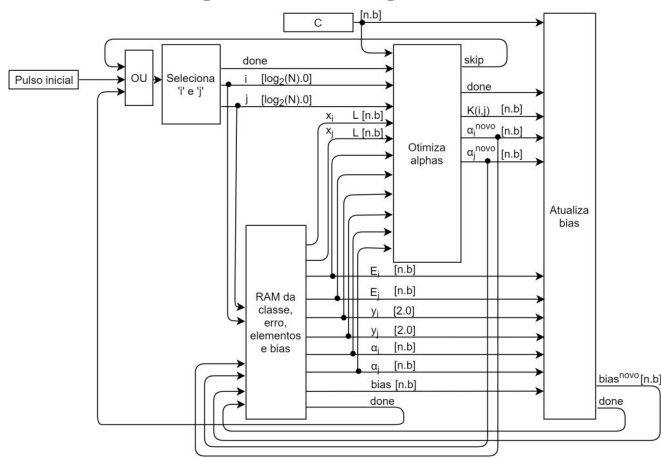 C
[n.b]
Pulso inicial
OU
Seleciona
'i' e 'j'
done
i [log₂(N).0]
j [log₂(N).0]
xᵢ L [n.b]
xⱼ L [n.b]
Otimiza
alphas
skip
done
K(i,j) [n.b]
αᵢⁿᵒᵛᵒ [n.b]
αⱼⁿᵒᵛᵒ [n.b]
Atualiza
bias
RAM da
classe,
erro,
elementos
e bias
Eᵢ [n.b]
Eⱼ [n.b]
yᵢ [2.0]
yⱼ [2.0]
αᵢ [n.b]
αⱼ [n.b]
bias [n.b]
done
biasⁿᵒᵛᵒ [n.b]
done